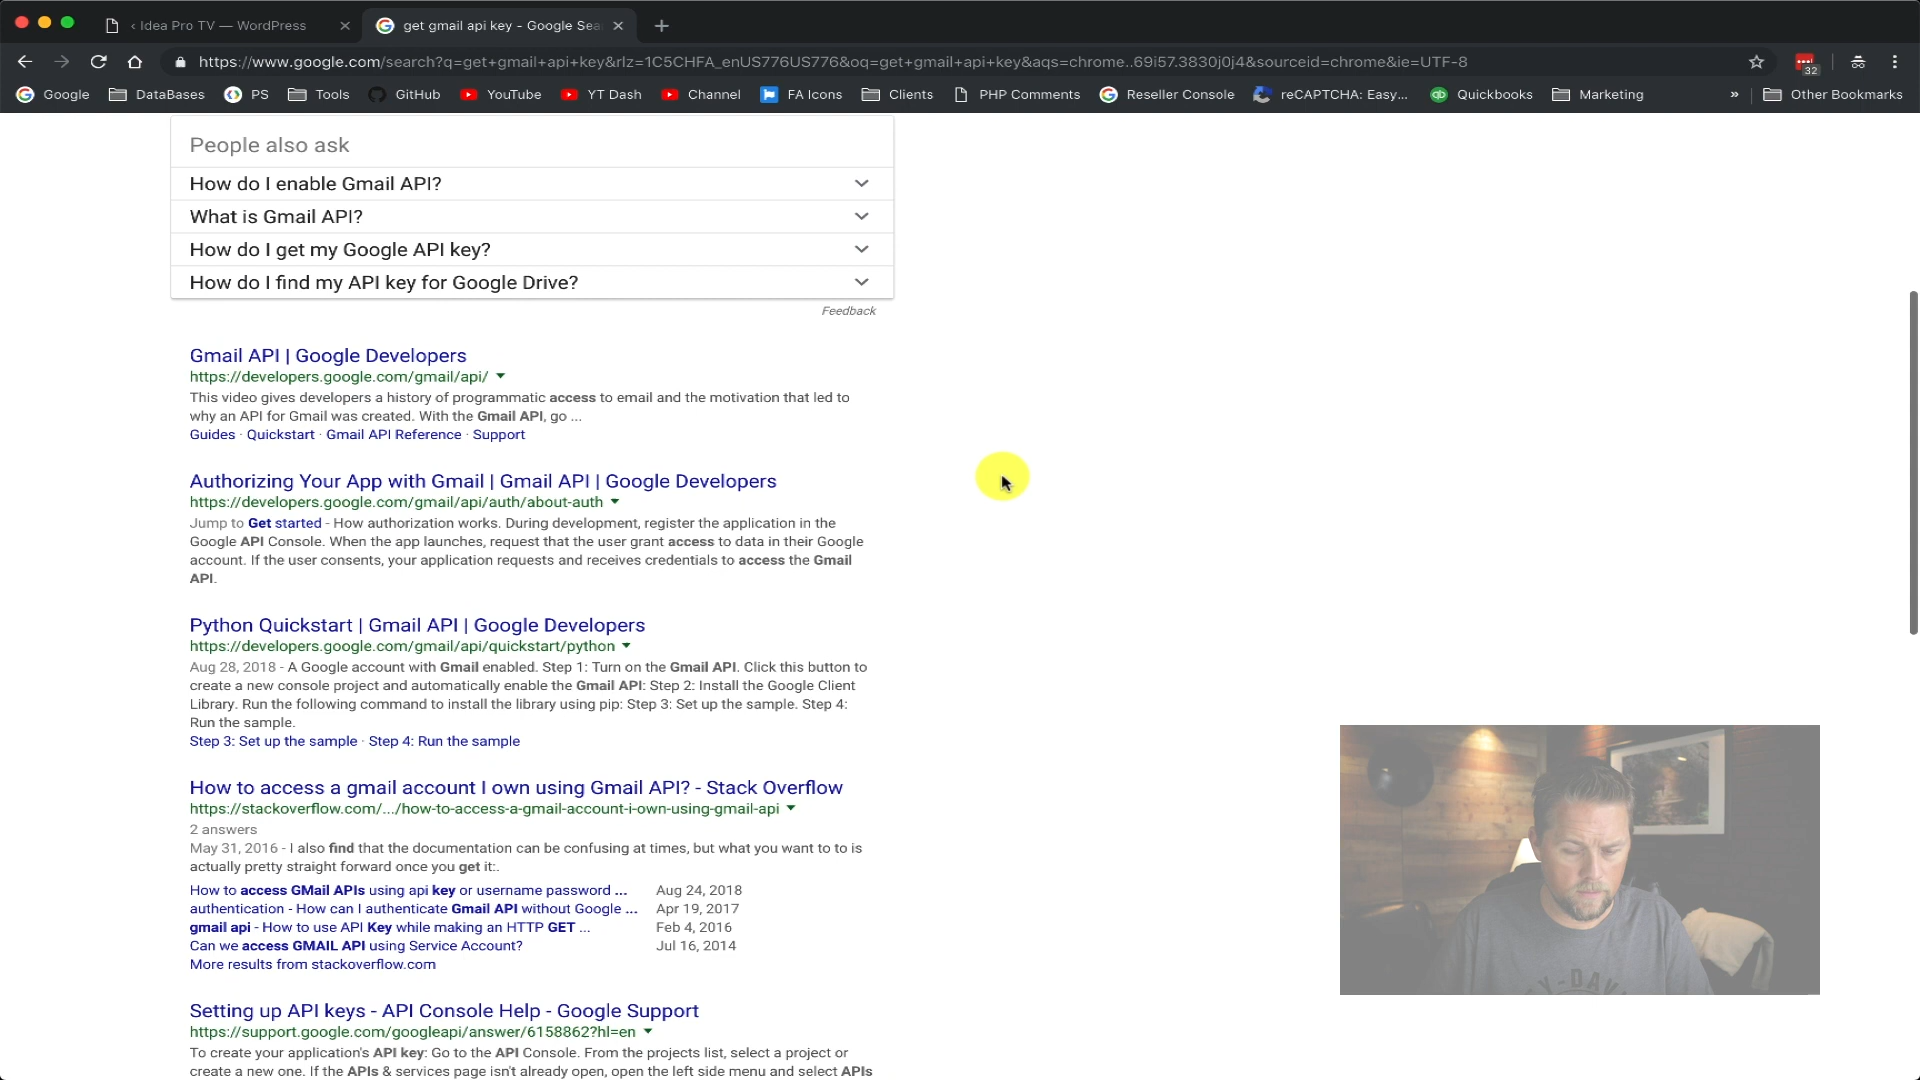 ‹ Idea Pro TV — WordPress
get gmail api key - Google Sea
https://www.google.com/search?q=get+gmail+api+key&rlz=1C5CHFA_enUS776US776&oq=get+gmail+api+key&aqs=chrome..69i57.3830j0j4&sourceid=chrome&ie=UTF-8
32
Google DataBases PS Tools GitHub YouTube YT Dash Channel FA Icons Clients PHP Comments Reseller Console reCAPTCHA: Easy... Quickbooks Marketing » Other Bookmarks
People also ask
How do I enable Gmail API?
What is Gmail API?
How do I get my Google API key?
How do I find my API key for Google Drive?
Feedback
Gmail API | Google Developers
https://developers.google.com/gmail/api/
This video gives developers a history of programmatic access to email and the motivation that led to
why an API for Gmail was created. With the Gmail API, go ...
Guides · Quickstart · Gmail API Reference · Support
Authorizing Your App with Gmail | Gmail API | Google Developers
https://developers.google.com/gmail/api/auth/about-auth
Jump to Get started - How authorization works. During development, register the application in the
Google API Console. When the app launches, request that the user grant access to data in their Google
account. If the user consents, your application requests and receives credentials to access the Gmail
API.
Python Quickstart | Gmail API | Google Developers
https://developers.google.com/gmail/api/quickstart/python
Aug 28, 2018 - A Google account with Gmail enabled. Step 1: Turn on the Gmail API. Click this button to
create a new console project and automatically enable the Gmail API: Step 2: Install the Google Client
Library. Run the following command to install the library using pip: Step 3: Set up the sample. Step 4:
Run the sample.
Step 3: Set up the sample · Step 4: Run the sample
How to access a gmail account I own using Gmail API? - Stack Overflow
https://stackoverflow.com/.../how-to-access-a-gmail-account-i-own-using-gmail-api
2 answers
May 31, 2016 - I also find that the documentation can be confusing at times, but what you want to to is
actually pretty straight forward once you get it:.
How to access GMail APIs using api key or username password ... Aug 24, 2018
authentication - How can I authenticate Gmail API without Google ... Apr 19, 2017
gmail api - How to use API Key while making an HTTP GET ... Feb 4, 2016
Can we access GMAIL API using Service Account? Jul 16, 2014
More results from stackoverflow.com
Setting up API keys - API Console Help - Google Support
https://support.google.com/googleapi/answer/6158862?hl=en
To create your application's API key: Go to the API Console. From the projects list, select a project or
create a new one. If the APIs & services page isn't already open, open the left side menu and select APIs